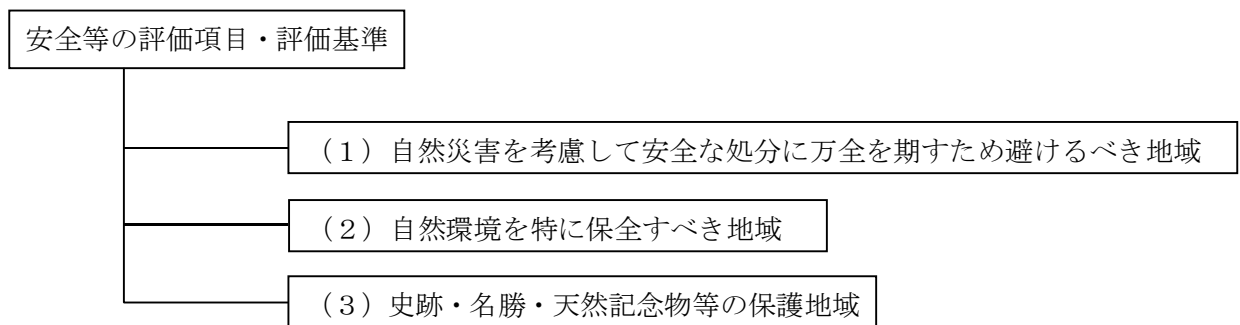 安全等の評価項目・評価基準
（１）自然災害を考慮して安全な処分に万全を期すため避けるべき地域
（２）自然環境を特に保全すべき地域
（３）史跡・名勝・天然記念物等の保護地域